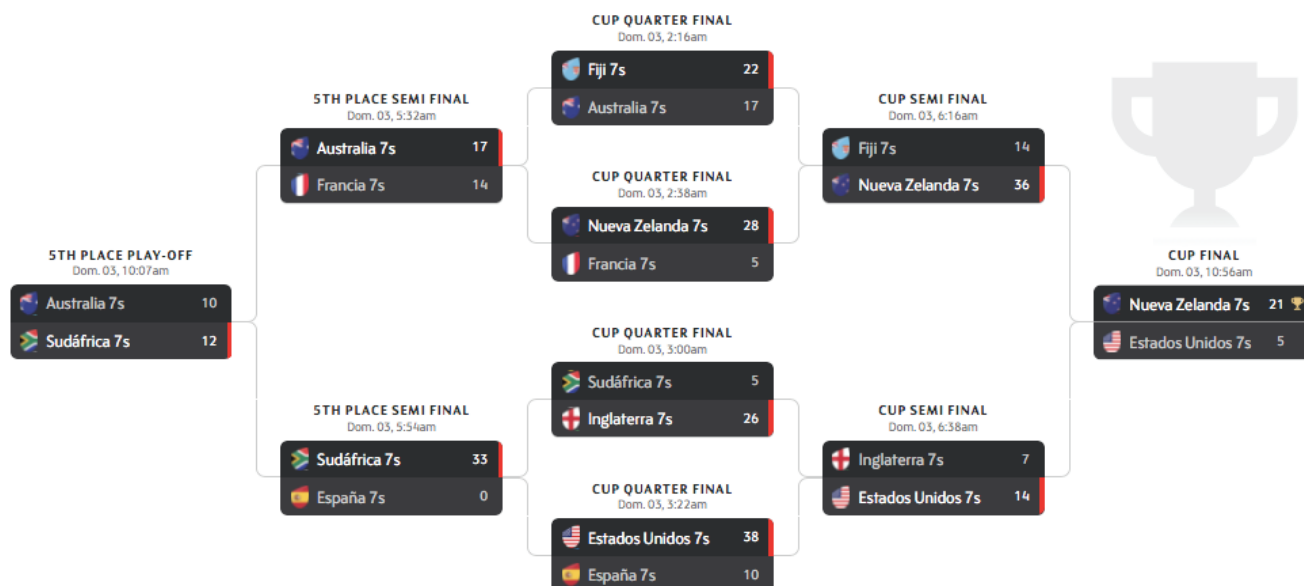 CUP QUARTER FINAL
Dom. 03, 2:16am
Fiji 7s 22
Australia 7s 17
5TH PLACE SEMI FINAL
Dom. 03, 5:32am
Australia 7s 17
Francia 7s 14
CUP SEMI FINAL
Dom. 03, 6:16am
Fiji 7s 14
Nueva Zelanda 7s 36
CUP QUARTER FINAL
Dom. 03, 2:38am
Nueva Zelanda 7s 28
Francia 7s 5
5TH PLACE PLAY-OFF
Dom. 03, 10:07am
Australia 7s 10
Sudáfrica 7s 12
CUP FINAL
Dom. 03, 10:56am
Nueva Zelanda 7s 21
Estados Unidos 7s 5
CUP QUARTER FINAL
Dom. 03, 3:00am
Sudáfrica 7s 5
Inglaterra 7s 26
5TH PLACE SEMI FINAL
Dom. 03, 5:54am
Sudáfrica 7s 33
España 7s 0
CUP SEMI FINAL
Dom. 03, 6:38am
Inglaterra 7s 7
Estados Unidos 7s 14
CUP QUARTER FINAL
Dom. 03, 3:22am
Estados Unidos 7s 38
España 7s 10